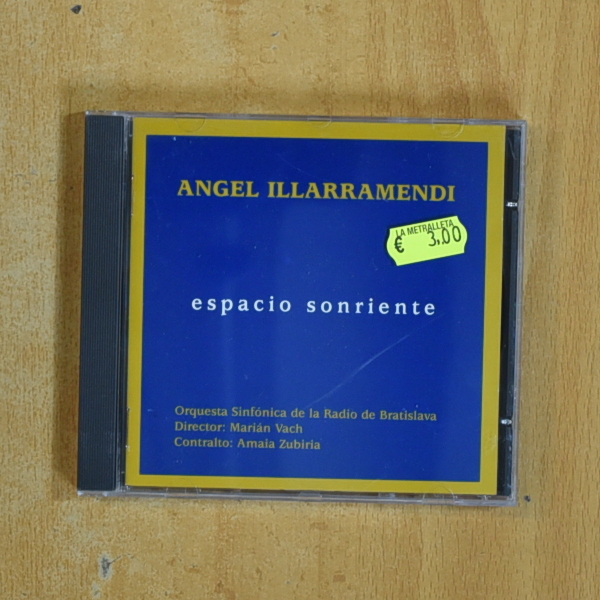 ANGEL ILLARRAMENDI
LA METRALLETA
€ 3,00
espacio sonriente
Orquesta Sinfónica de la Radio de Bratislava
Director: Marián Vach
Contralto: Amaia Zubiria